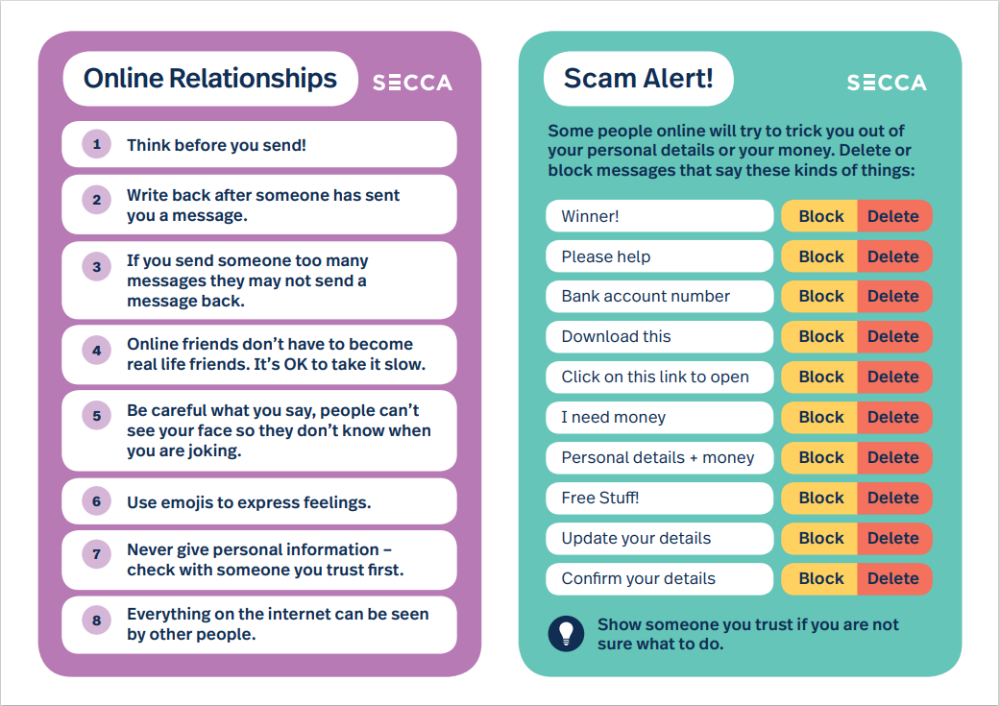 Online Relationships
SECCA
1 Think before you send!
2 Write back after someone has sent
you a message.
3 If you send someone too many
messages they may not send a
message back.
4 Online friends don't have to become
real life friends. It's OK to take it slow.
5 Be careful what you say, people can't
see your face so they don't know when
you are joking.
6 Use emojis to express feelings.
7 Never give personal information –
check with someone you trust first.
8 Everything on the internet can be seen
by other people.
Scam Alert!
SECCA
Some people online will try to trick you out of
your personal details or your money. Delete or
block messages that say these kinds of things:
Winner! Block Delete
Please help Block Delete
Bank account number Block Delete
Download this Block Delete
Click on this link to open Block Delete
I need money Block Delete
Personal details + money Block Delete
Free Stuff! Block Delete
Update your details Block Delete
Confirm your details Block Delete
Show someone you trust if you are not
sure what to do.